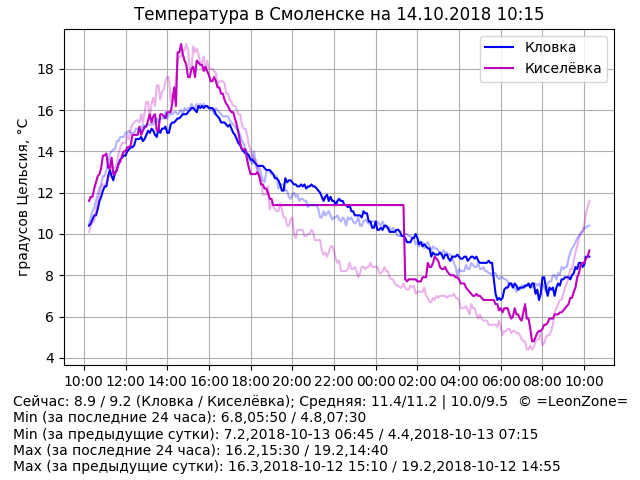 Температура в Смоленске на 14.10.2018 10:15
Кловка
Киселёвка
градусов Цельсия, °C
18
16
14
12
10
8
6
4
10:00 12:00 14:00 16:00 18:00 20:00 22:00 00:00 02:00 04:00 06:00 08:00 10:00
Сейчас: 8.9 / 9.2 (Кловка / Киселёвка); Средняя: 11.4/11.2 | 10.0/9.5 © =LeonZone=
Min (за последние 24 часа): 6.8,05:50 / 4.8,07:30
Min (за предыдущие сутки): 7.2,2018-10-13 06:45 / 4.4,2018-10-13 07:15
Max (за последние 24 часа): 16.2,15:30 / 19.2,14:40
Max (за предыдущие сутки): 16.3,2018-10-12 15:10 / 19.2,2018-10-12 14:55